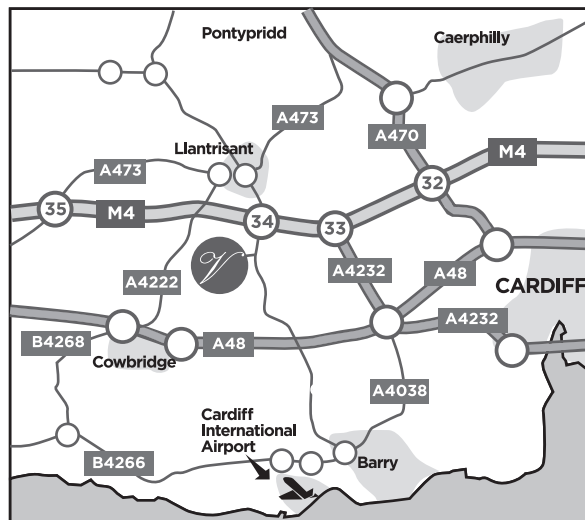 Pontypridd
Caerphilly
A473
A470
M4
Llantrisant
A473
32
35
M4
34
33
V
A4232
A48
A4222
CARDIFF
A4232
B4268
A48
Cowbridge
A4038
Cardiff
International
Airport
B4266
Barry